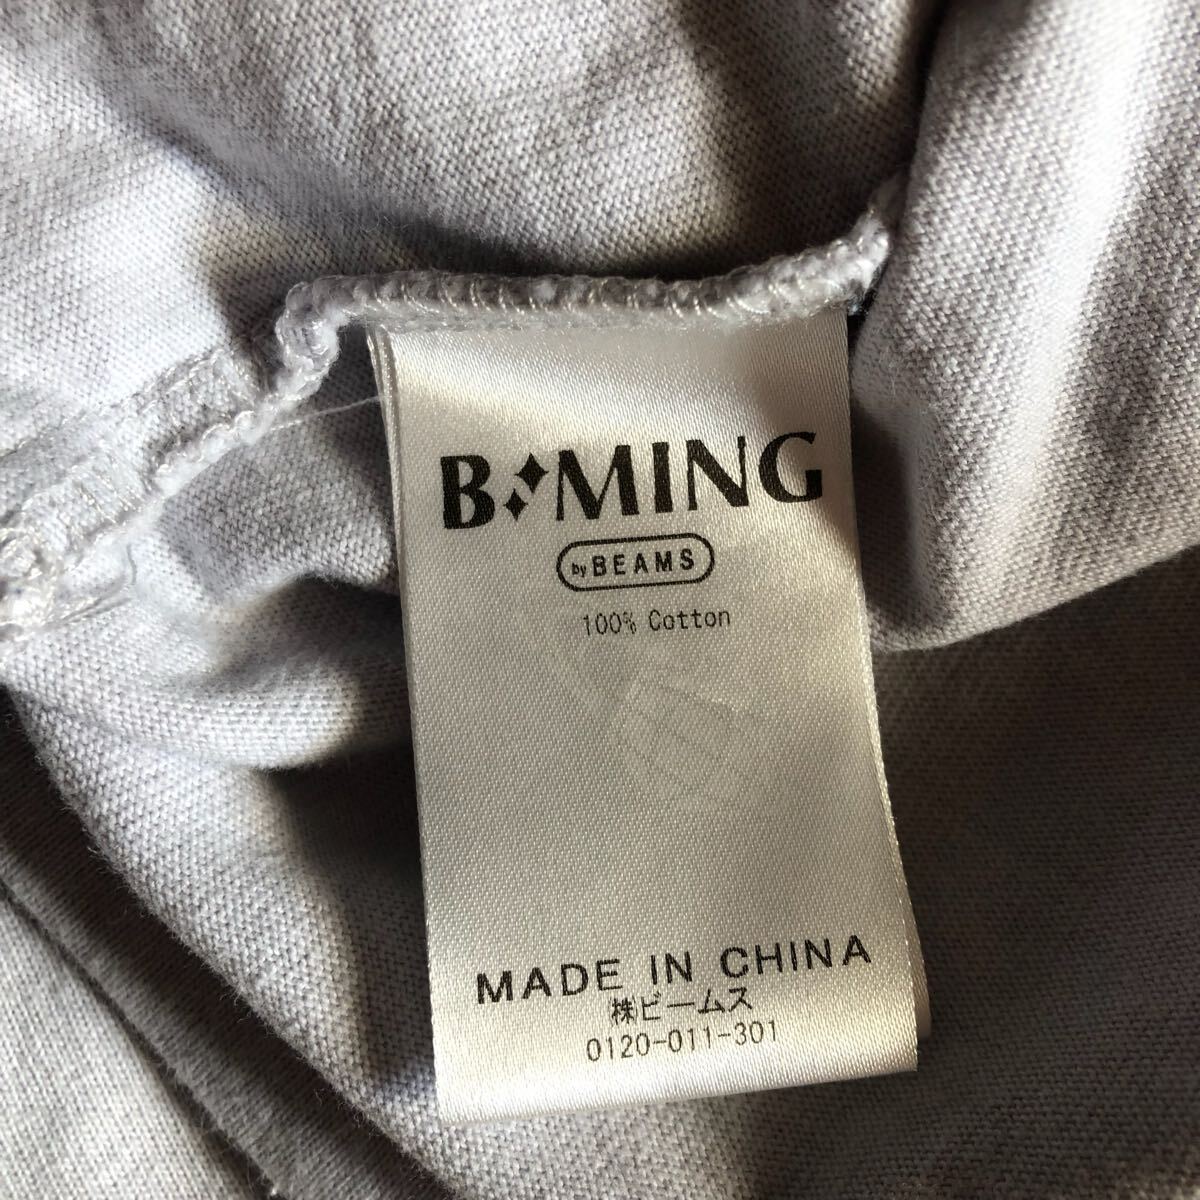 B:MING
by BEAMS
100% Cotton
MADE IN CHINA
㈱ビームス
0120-011-301